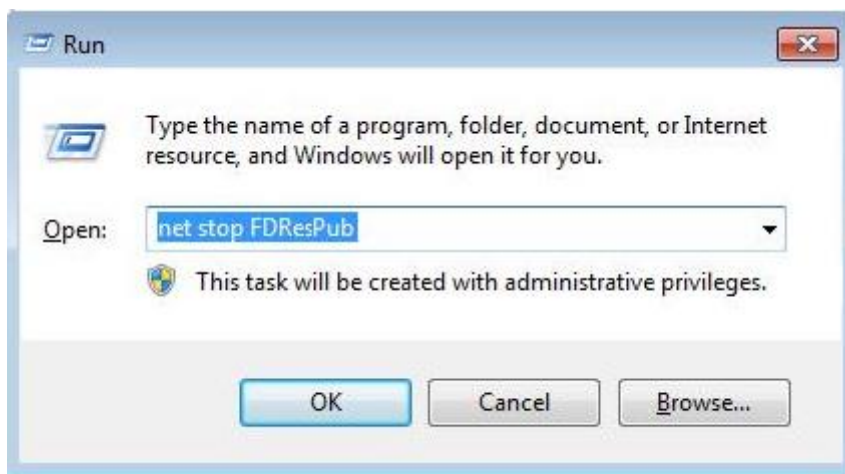 Run
Type the name of a program, folder, document, or Internet
resource, and Windows will open it for you.
Open: net stop FDResPub
This task will be created with administrative privileges.
OK Cancel Browse...